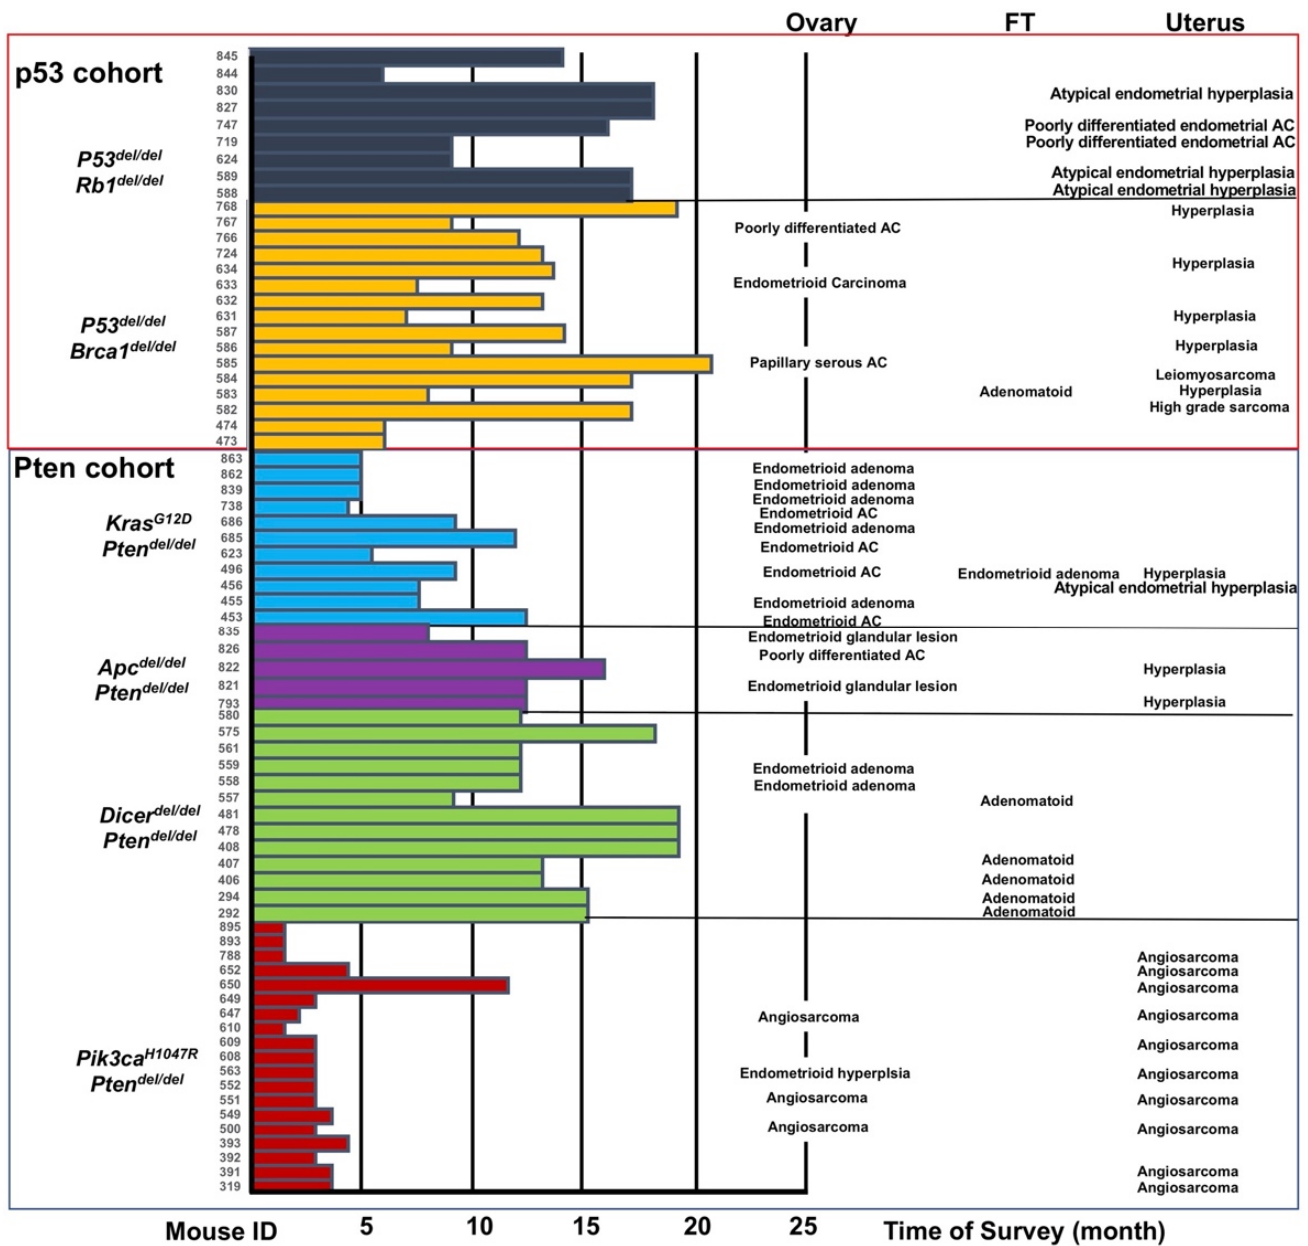 Ovary FT Uterus
p53 cohort
845
844
830 Atypical endometrial hyperplasia
827
747 Poorly differentiated endometrial AC
719 Poorly differentiated endometrial AC
P53del/del
Rb1del/del
624
589 Atypical endometrial hyperplasia
588 Atypical endometrial hyperplasia
768 Hyperplasia
767 Poorly differentiated AC
766
724
634 Hyperplasia
633 Endometrioid Carcinoma
632
631 Hyperplasia
P53del/del
Brca1del/del
587
586 Hyperplasia
585 Papillary serous AC
584 Leiomyosarcoma
583 Adenomatoid Hyperplasia
582 High grade sarcoma
474
473
Pten cohort
863 Endometrioid adenoma
862 Endometrioid adenoma
839 Endometrioid adenoma
738 Endometrioid AC
KrasG12D
Ptendel/del
686 Endometrioid adenoma
685 Endometrioid AC
623
496 Endometrioid AC Endometrioid adenoma Hyperplasia
456 Atypical endometrial hyperplasia
455 Endometrioid adenoma
453 Endometrioid AC
835 Endometrioid glandular lesion
826 Poorly differentiated AC
Apcdel/del
Ptendel/del
822 Hyperplasia
821 Endometrioid glandular lesion
793 Hyperplasia
580
575
561
559 Endometrioid adenoma
558 Endometrioid adenoma
557 Adenomatoid
Dicerdel/del
Ptendel/del
481
478
408
407 Adenomatoid
406 Adenomatoid
294 Adenomatoid
292 Adenomatoid
895
893
788 Angiosarcoma
652 Angiosarcoma
650 Angiosarcoma
649
647 Angiosarcoma Angiosarcoma
610
609 Angiosarcoma
608
Pik3caH1047R
Ptendel/del
563 Endometrioid hyperplsia Angiosarcoma
552
551 Angiosarcoma Angiosarcoma
549
500 Angiosarcoma Angiosarcoma
393
392
391 Angiosarcoma
319 Angiosarcoma
Mouse ID 5 10 15 20 25 Time of Survey (month)